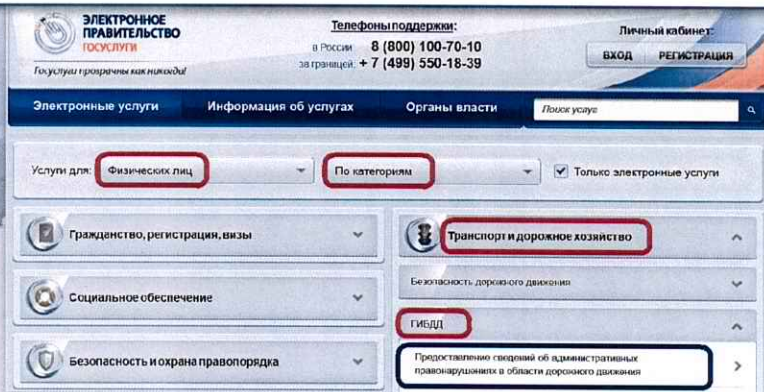 ЭЛЕКТРОННОЕ
ПРАВИТЕЛЬСТВО
ГОСУСЛУГИ
Госуслуги прозрачны как никогда!
Телефоны поддержки:
в России 8 (800) 100-70-10
за границей: + 7 (499) 550-18-39
Личный кабинет:
ВХОД РЕГИСТРАЦИЯ
Электронные услуги Информация об услугах Органы власти Поиск услуг
Услуги для: Физических лиц По категориям Только электронные услуги
Гражданство, регистрация, визы
Социальное обеспечение
Безопасность и охрана правопорядка
Транспорт и дорожное хозяйство
Безопасность дорожного движения
ГИБДД
Предоставление сведений об административных
правонарушениях в области дорожного движения